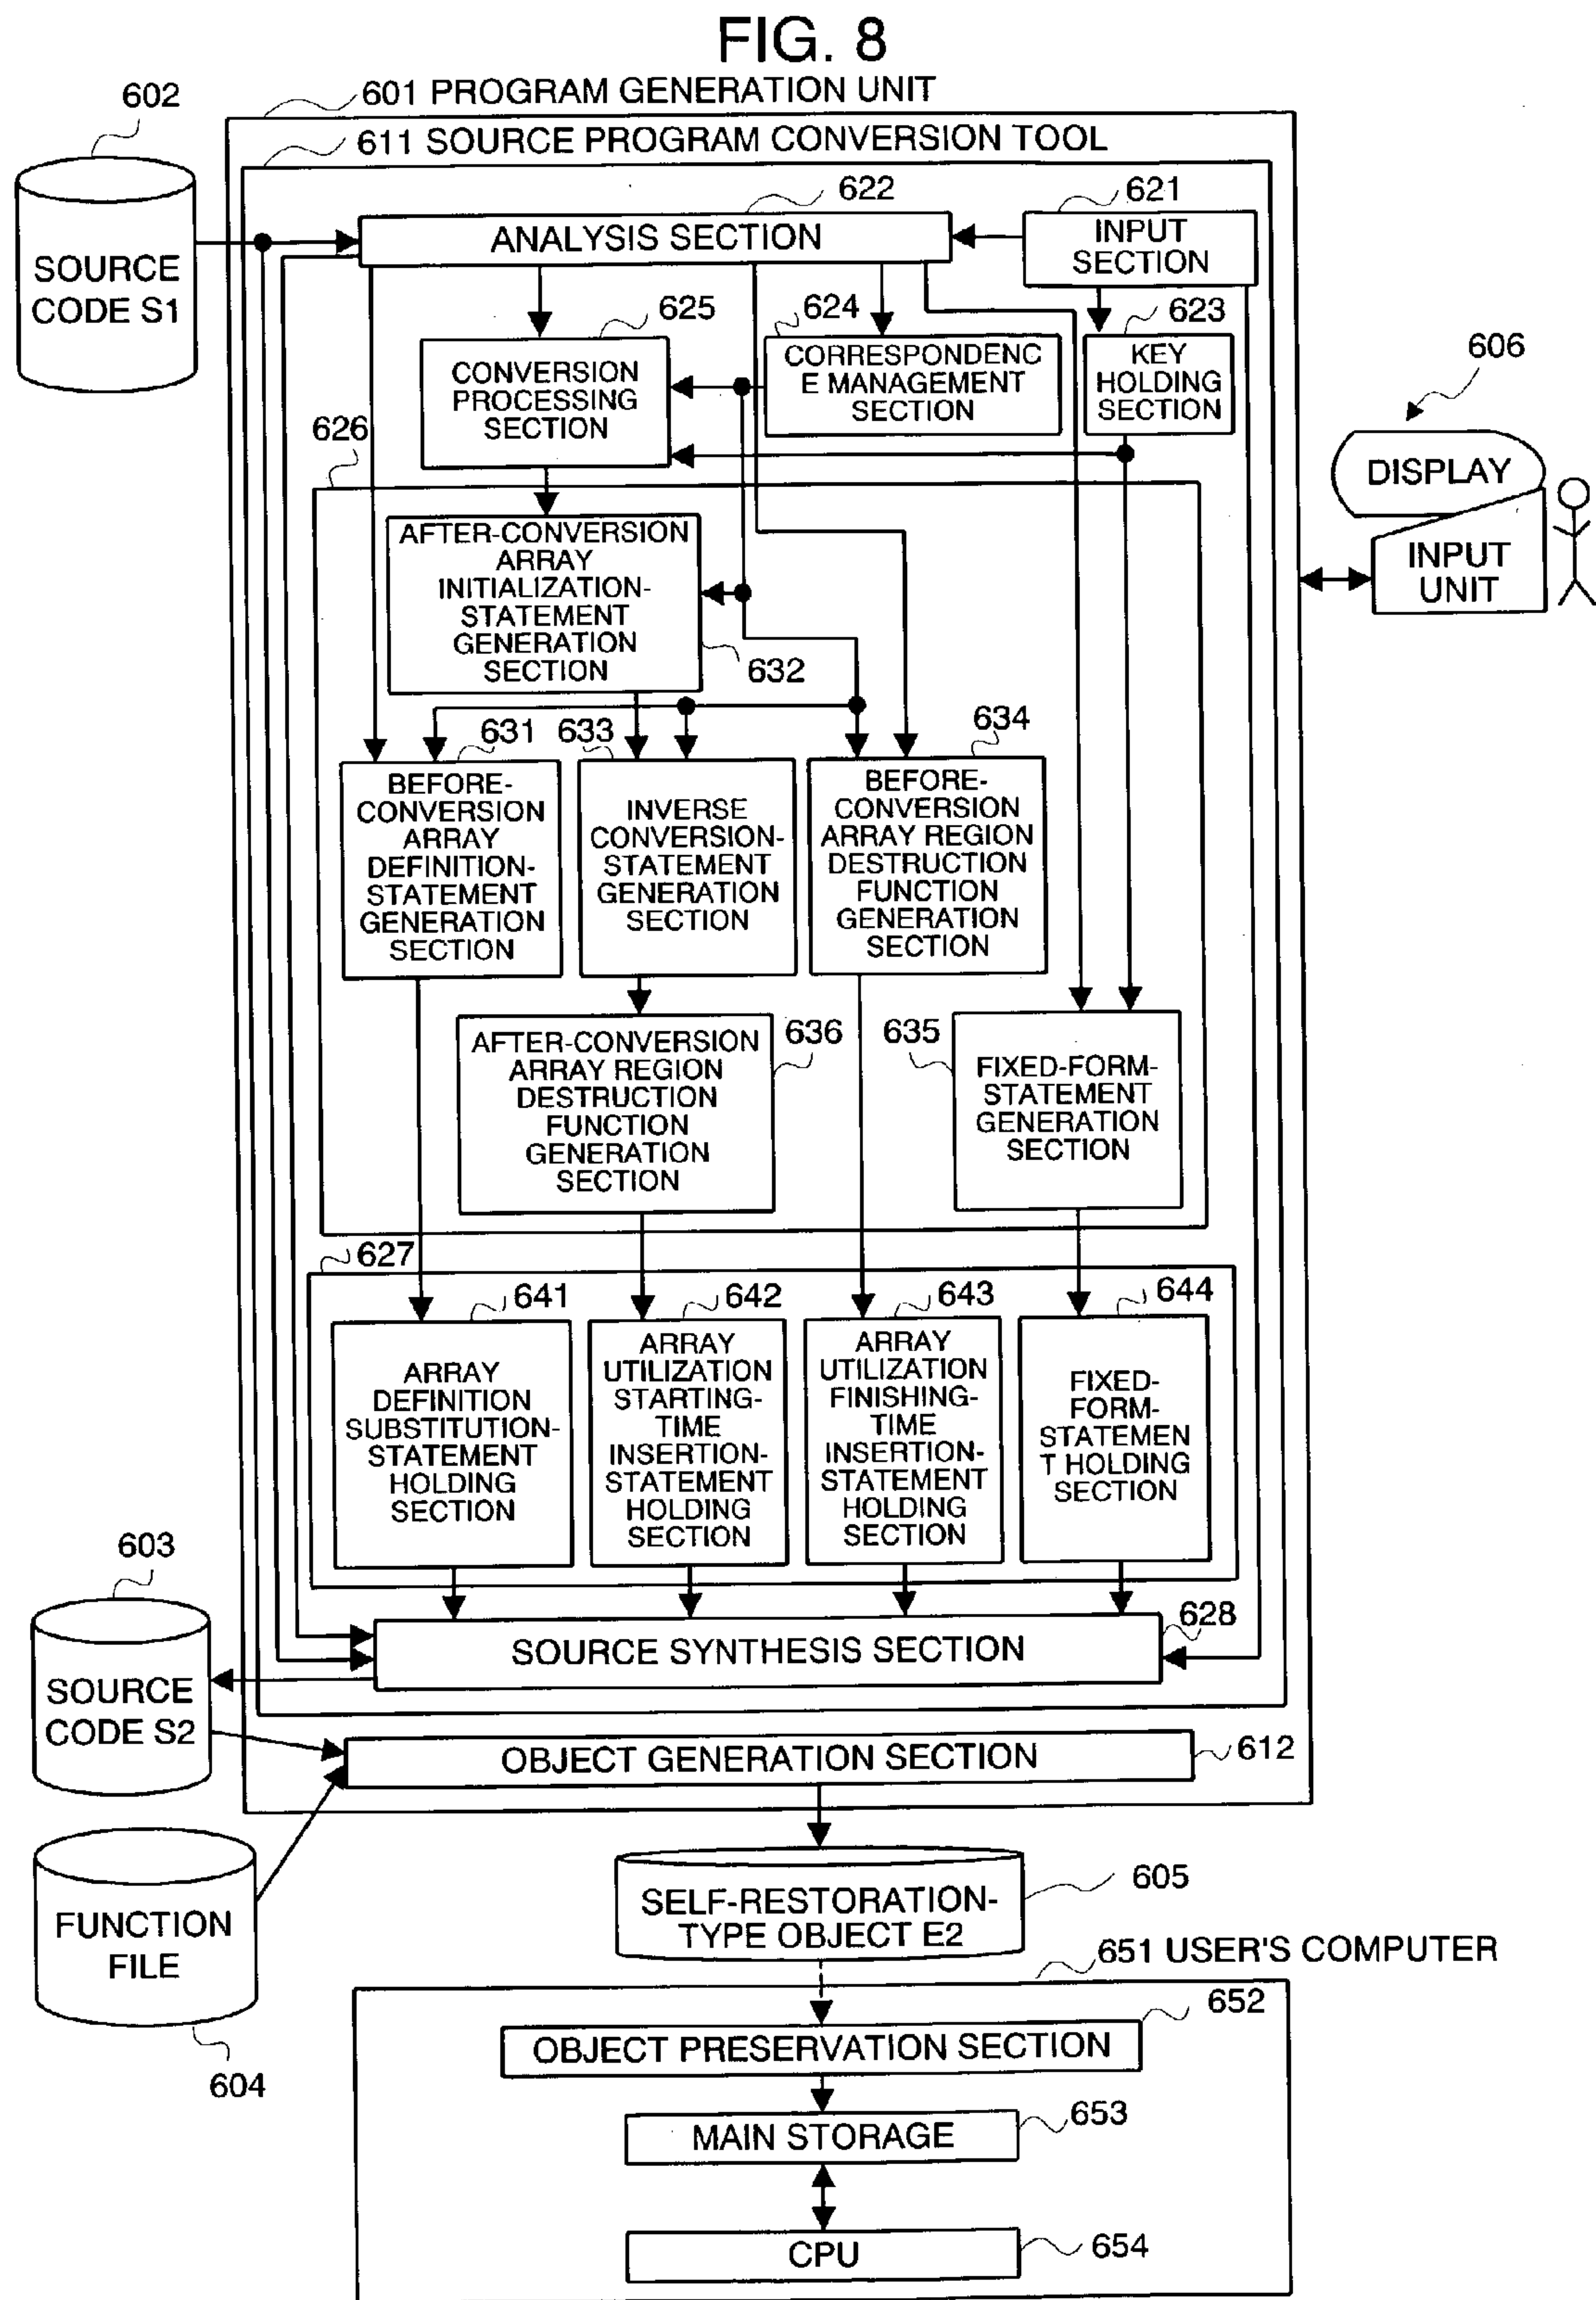 FIG. 8
601 PROGRAM GENERATION UNIT
602
611 SOURCE PROGRAM CONVERSION TOOL
SOURCE
CODE S1
622
ANALYSIS SECTION
621
INPUT
SECTION
625
CONVERSION
PROCESSING
SECTION
624
CORRESPONDENC
E MANAGEMENT
SECTION
623
KEY
HOLDING
SECTION
606
DISPLAY
INPUT
UNIT
626
AFTER-CONVERSION
ARRAY
INITIALIZATION-
STATEMENT
GENERATION
SECTION
632
631
BEFORE-
CONVERSION
ARRAY
DEFINITION-
STATEMENT
GENERATION
SECTION
633
INVERSE
CONVERSION-
STATEMENT
GENERATION
SECTION
634
BEFORE-
CONVERSION
ARRAY REGION
DESTRUCTION
FUNCTION
GENERATION
SECTION
AFTER-CONVERSION
ARRAY REGION
DESTRUCTION
FUNCTION
GENERATION
SECTION
636
635
FIXED-FORM-
STATEMENT
GENERATION
SECTION
627
641
ARRAY
DEFINITION
SUBSTITUTION-
STATEMENT
HOLDING
SECTION
642
ARRAY
UTILIZATION
STARTING-
TIME
INSERTION-
STATEMENT
HOLDING
SECTION
643
ARRAY
UTILIZATION
FINISHING-
TIME
INSERTION-
STATEMENT
HOLDING
SECTION
644
FIXED-
FORM-
STATEMEN
T HOLDING
SECTION
603
SOURCE
CODE S2
628
SOURCE SYNTHESIS SECTION
OBJECT GENERATION SECTION
612
FUNCTION
FILE
604
SELF-RESTORATION-
TYPE OBJECT E2
605
651 USER'S COMPUTER
652
OBJECT PRESERVATION SECTION
MAIN STORAGE
653
CPU
654